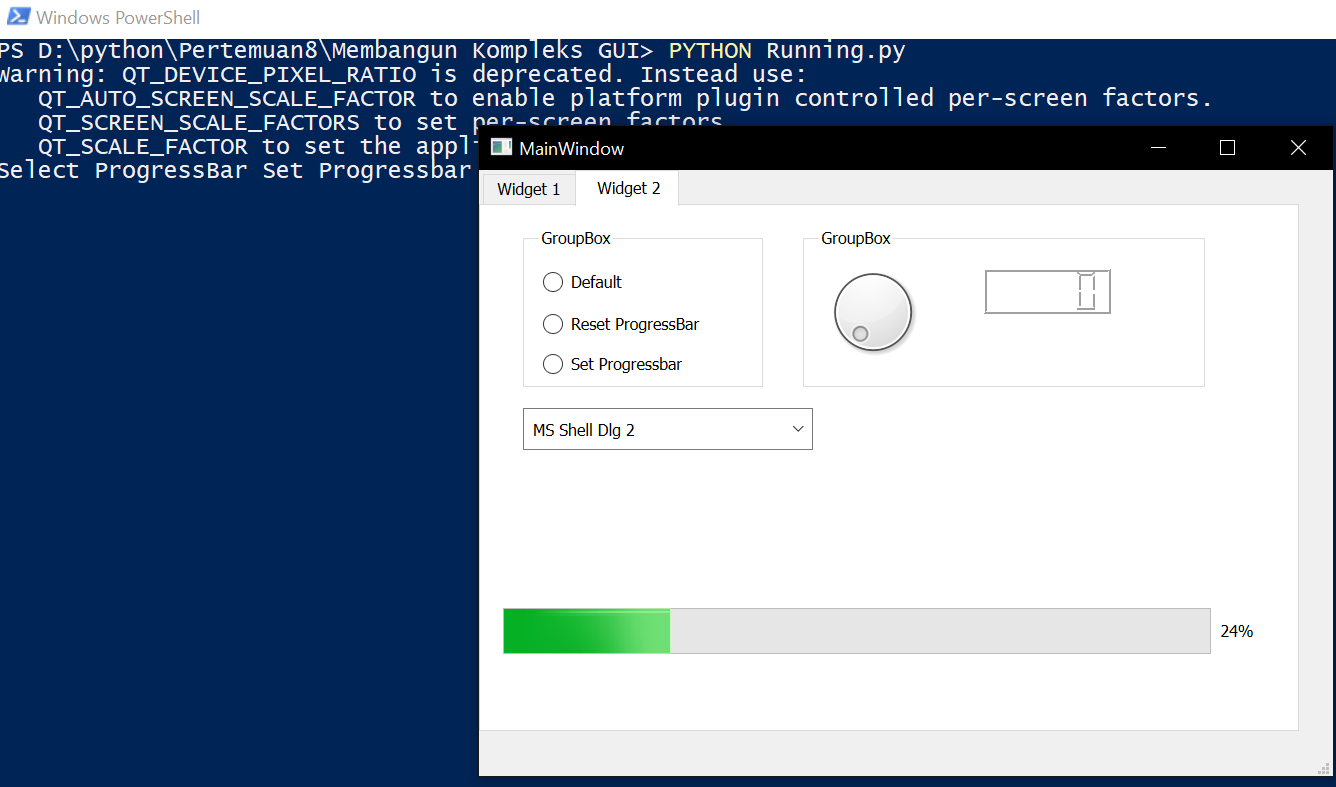 Windows PowerShell
PS D:\python\Pertemuan8\Membangun Kompleks GUI> PYTHON Running.py
Warning: QT_DEVICE_PIXEL_RATIO is deprecated. Instead use:
QT_AUTO_SCREEN_SCALE_FACTOR to enable platform plugin controlled per-screen factors.
QT_SCREEN_SCALE_FACTORS to set per-screen factors
QT_SCALE_FACTOR to set the appl
Select ProgressBar Set Progressbar
MainWindow
Widget 1 Widget 2
GroupBox
Default
Reset ProgressBar
Set Progressbar
GroupBox
0
MS Shell Dlg 2
24%